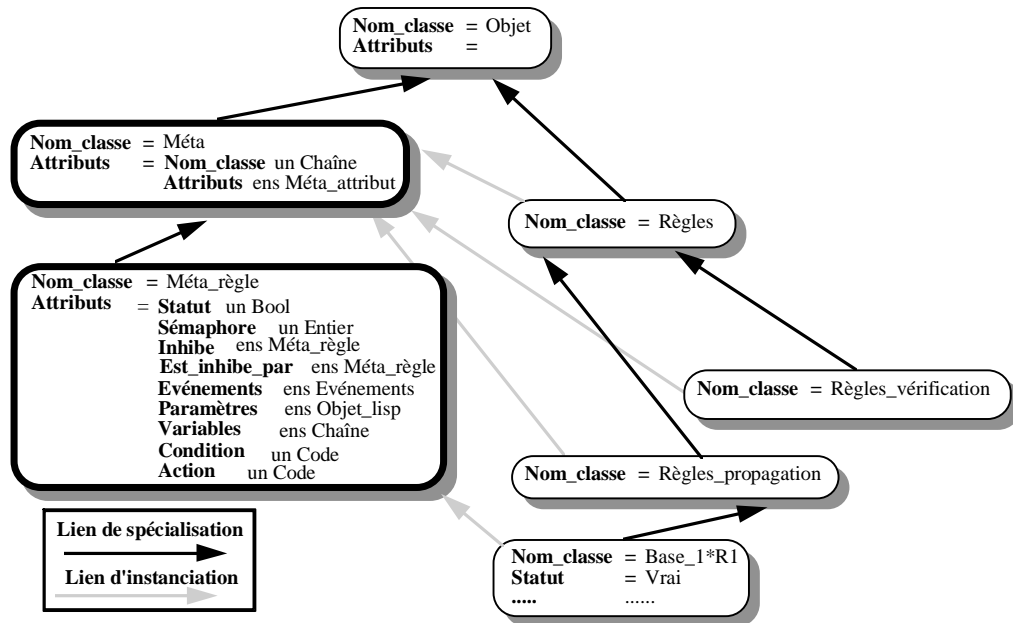 Nom_classe = Objet
Attributs =
Nom_classe = Méta
Attributs = Nom_classe un Chaîne
Attributs ens Méta_attribut
Nom_classe = Règles
Nom_classe = Méta_règle
Attributs = Statut un Bool
Sémaphore un Entier
Inhibe ens Méta_règle
Est_inhibe_par ens Méta_règle
Evénements ens Evénements
Paramètres ens Objet_lisp
Variables ens Chaîne
Condition un Code
Action un Code
Nom_classe = Règles_vérification
Nom_classe = Règles_propagation
Lien de spécialisation
Lien d'instanciation
Nom_classe = Base_1*R1
Statut = Vrai
..... ......